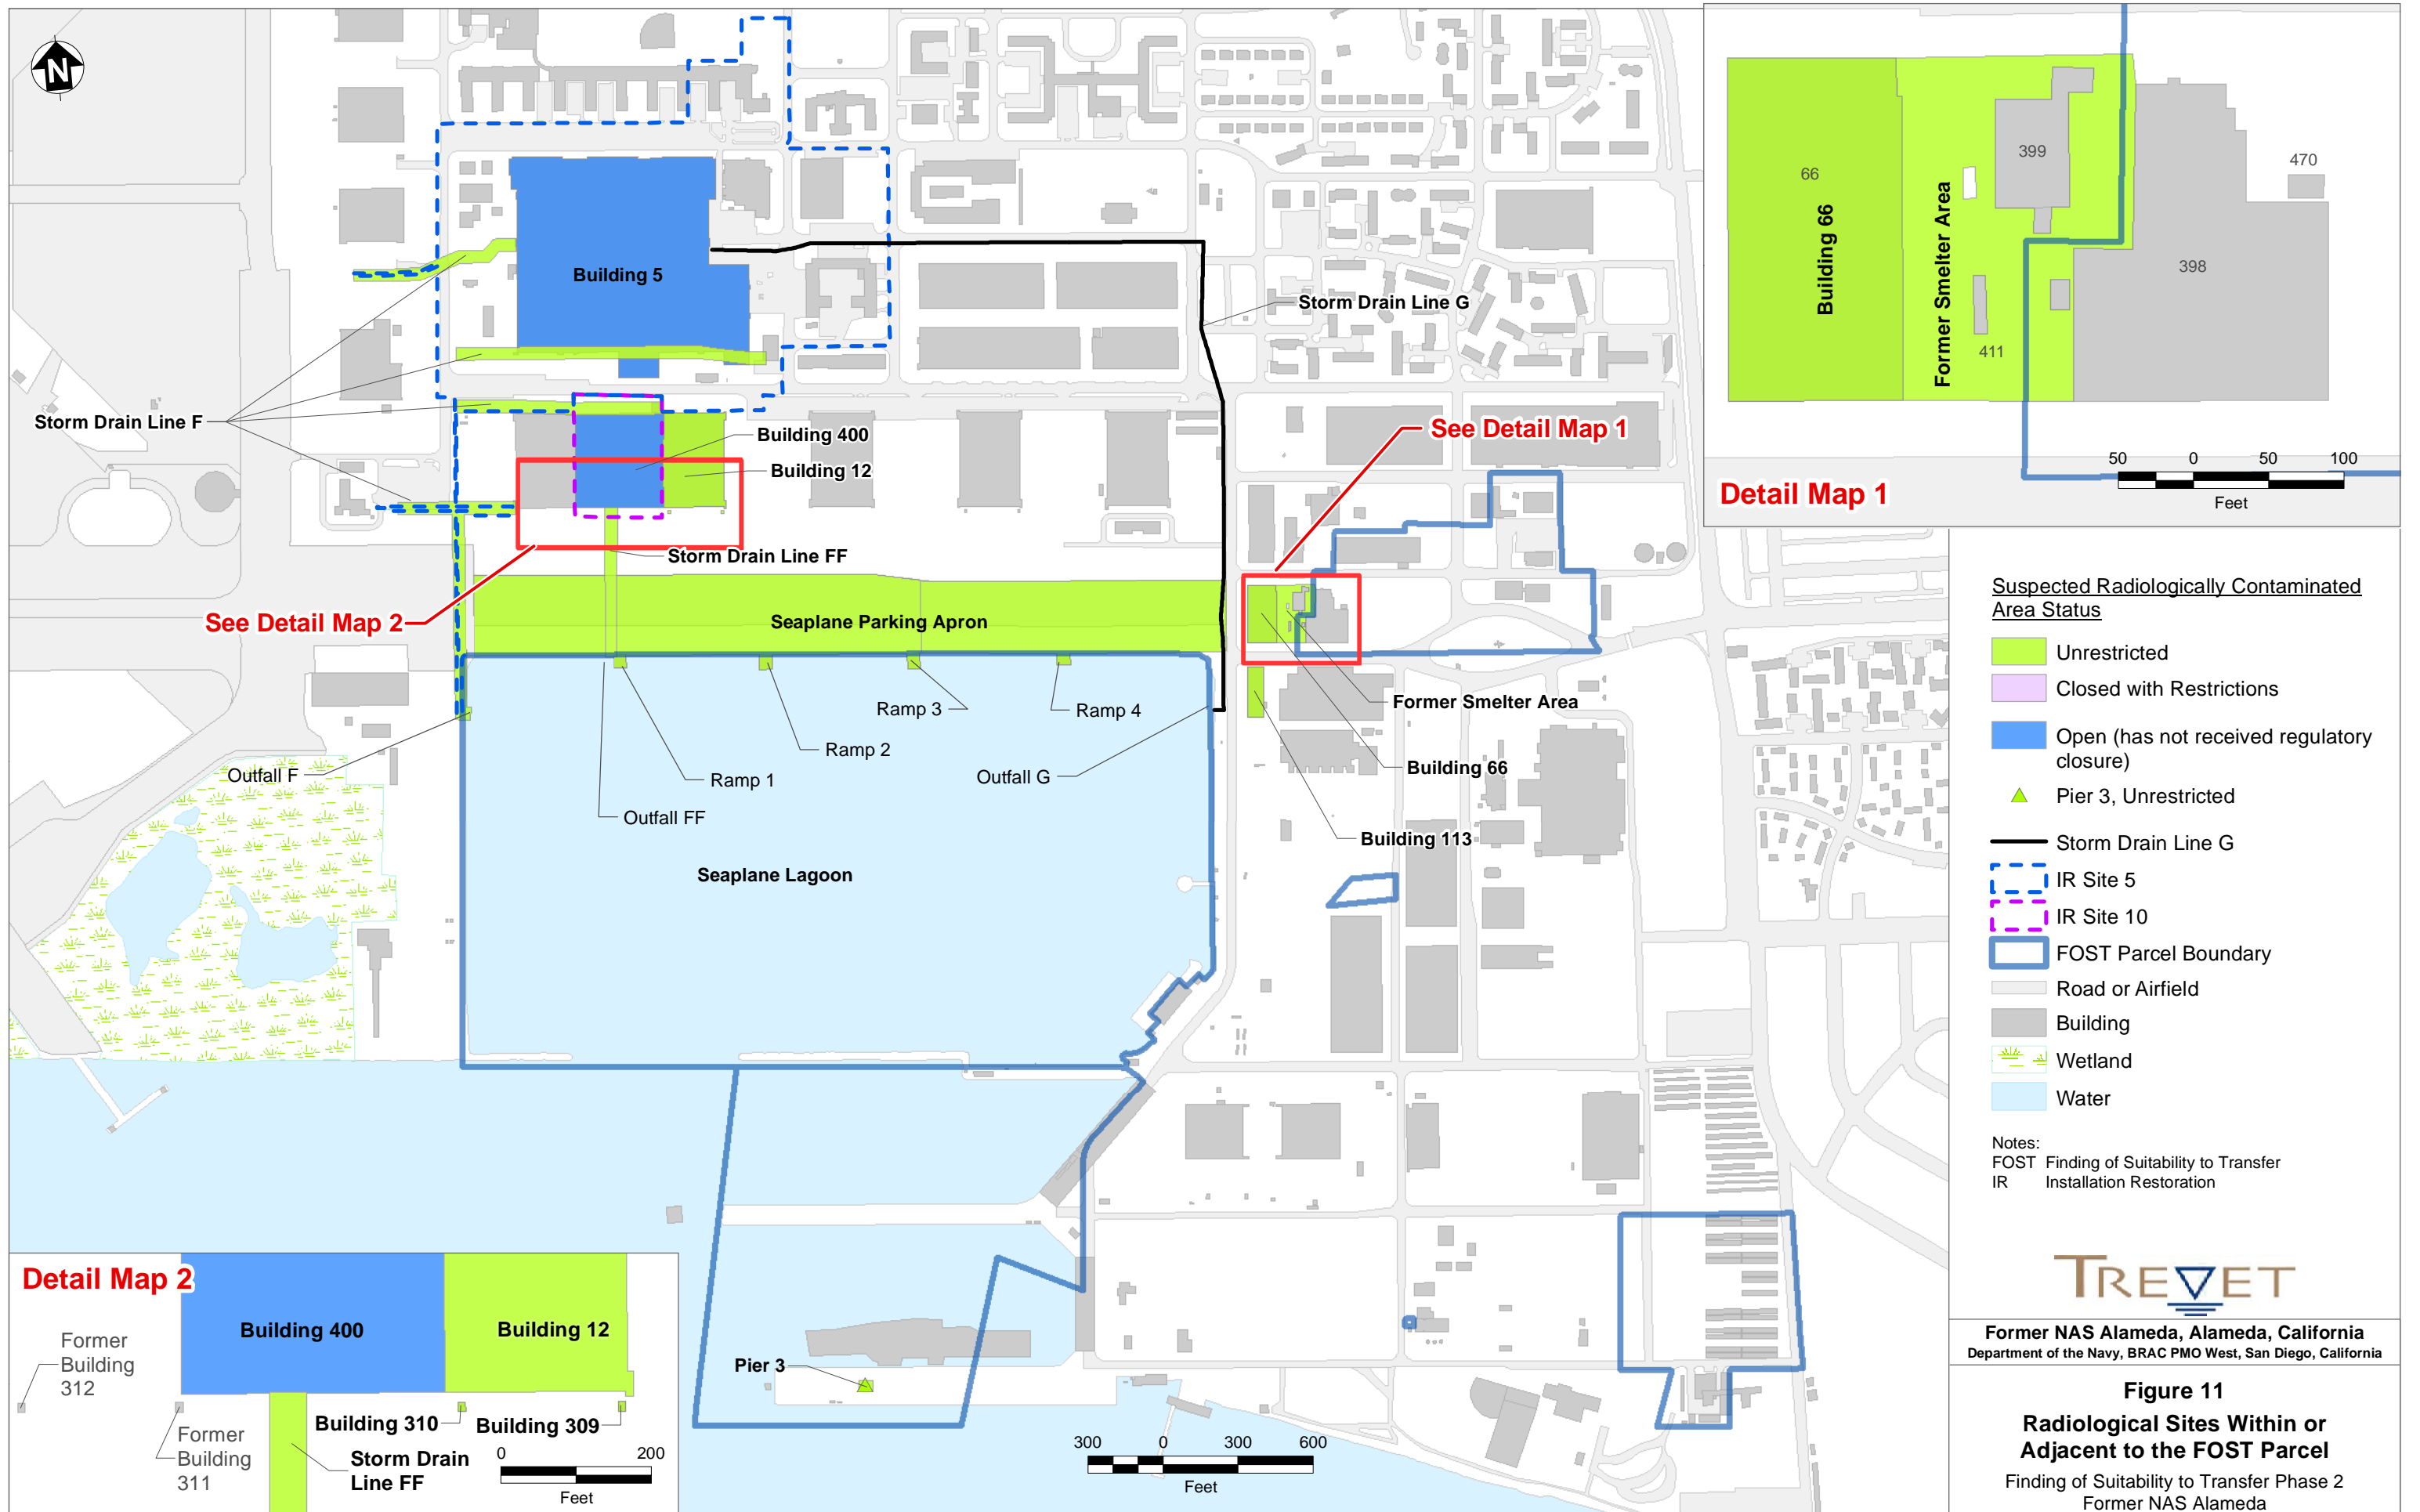 N
Building 5
Storm Drain Line G
Storm Drain Line F
Building 400
Building 12
See Detail Map 1
Storm Drain Line FF
See Detail Map 2
Seaplane Parking Apron
Ramp 3
Ramp 4
Former Smelter Area
Ramp 2
Outfall F
Ramp 1
Outfall G
Building 66
Outfall FF
Building 113
Seaplane Lagoon
Pier 3
300 0 300 600
Feet
66
Building 66
Former Smelter Area
399
470
398
411
50 0 50 100
Feet
Detail Map 1
Suspected Radiologically Contaminated
Area Status
Unrestricted
Closed with Restrictions
Open (has not received regulatory
closure)
Pier 3, Unrestricted
Storm Drain Line G
IR Site 5
IR Site 10
FOST Parcel Boundary
Road or Airfield
Building
Wetland
Water
Notes:
FOST Finding of Suitability to Transfer
IR Installation Restoration
TREVET
Former NAS Alameda, Alameda, California
Department of the Navy, BRAC PMO West, San Diego, California
Figure 11
Radiological Sites Within or
Adjacent to the FOST Parcel
Finding of Suitability to Transfer Phase 2
Former NAS Alameda
Detail Map 2
Building 400
Building 12
Former
Building
312
Former
Building
311
Building 310
Building 309
Storm Drain
Line FF
0 200
Feet